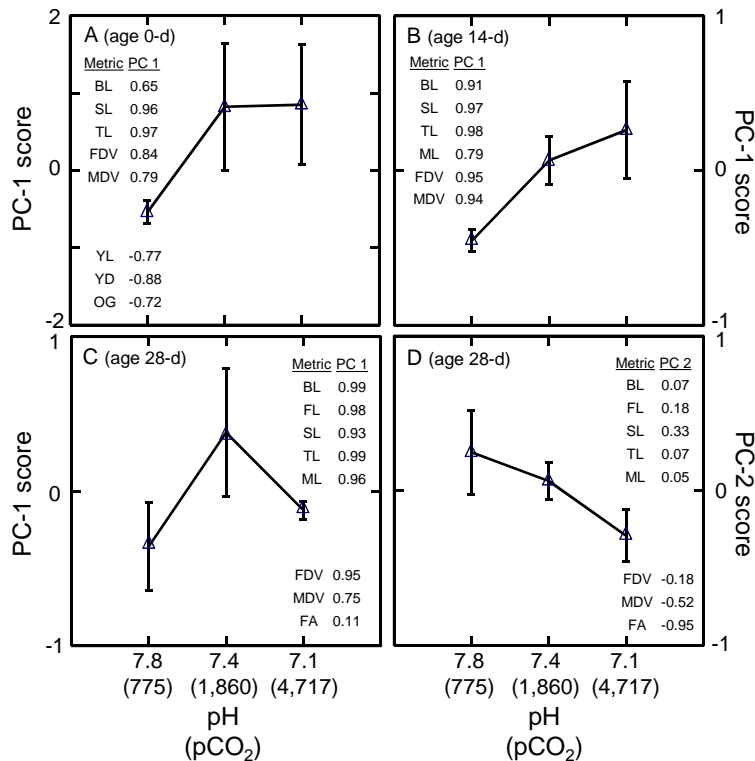 A (age 0-d)
Metric PC 1
BL 0.65
SL 0.96
TL 0.97
FDV 0.84
MDV 0.79
YL -0.77
YD -0.88
OG -0.72
2
0
-2
PC-1 score
B (age 14-d)
Metric PC 1
BL 0.91
SL 0.97
TL 0.98
ML 0.79
FDV 0.95
MDV 0.94
1
0
-1
PC-1 score
C (age 28-d)
Metric PC 1
BL 0.99
FL 0.98
SL 0.93
TL 0.99
ML 0.96
FDV 0.95
MDV 0.75
FA 0.11
1
0
-1
PC-1 score
D (age 28-d)
Metric PC 2
BL 0.07
FL 0.18
SL 0.33
TL 0.07
ML 0.05
FDV -0.18
MDV -0.52
FA -0.95
1
0
-1
PC-2 score
7.8 7.4 7.1
(775) (1,860) (4,717)
pH
(pCO₂)
7.8 7.4 7.1
(775) (1,860) (4,717)
pH
(pCO₂)